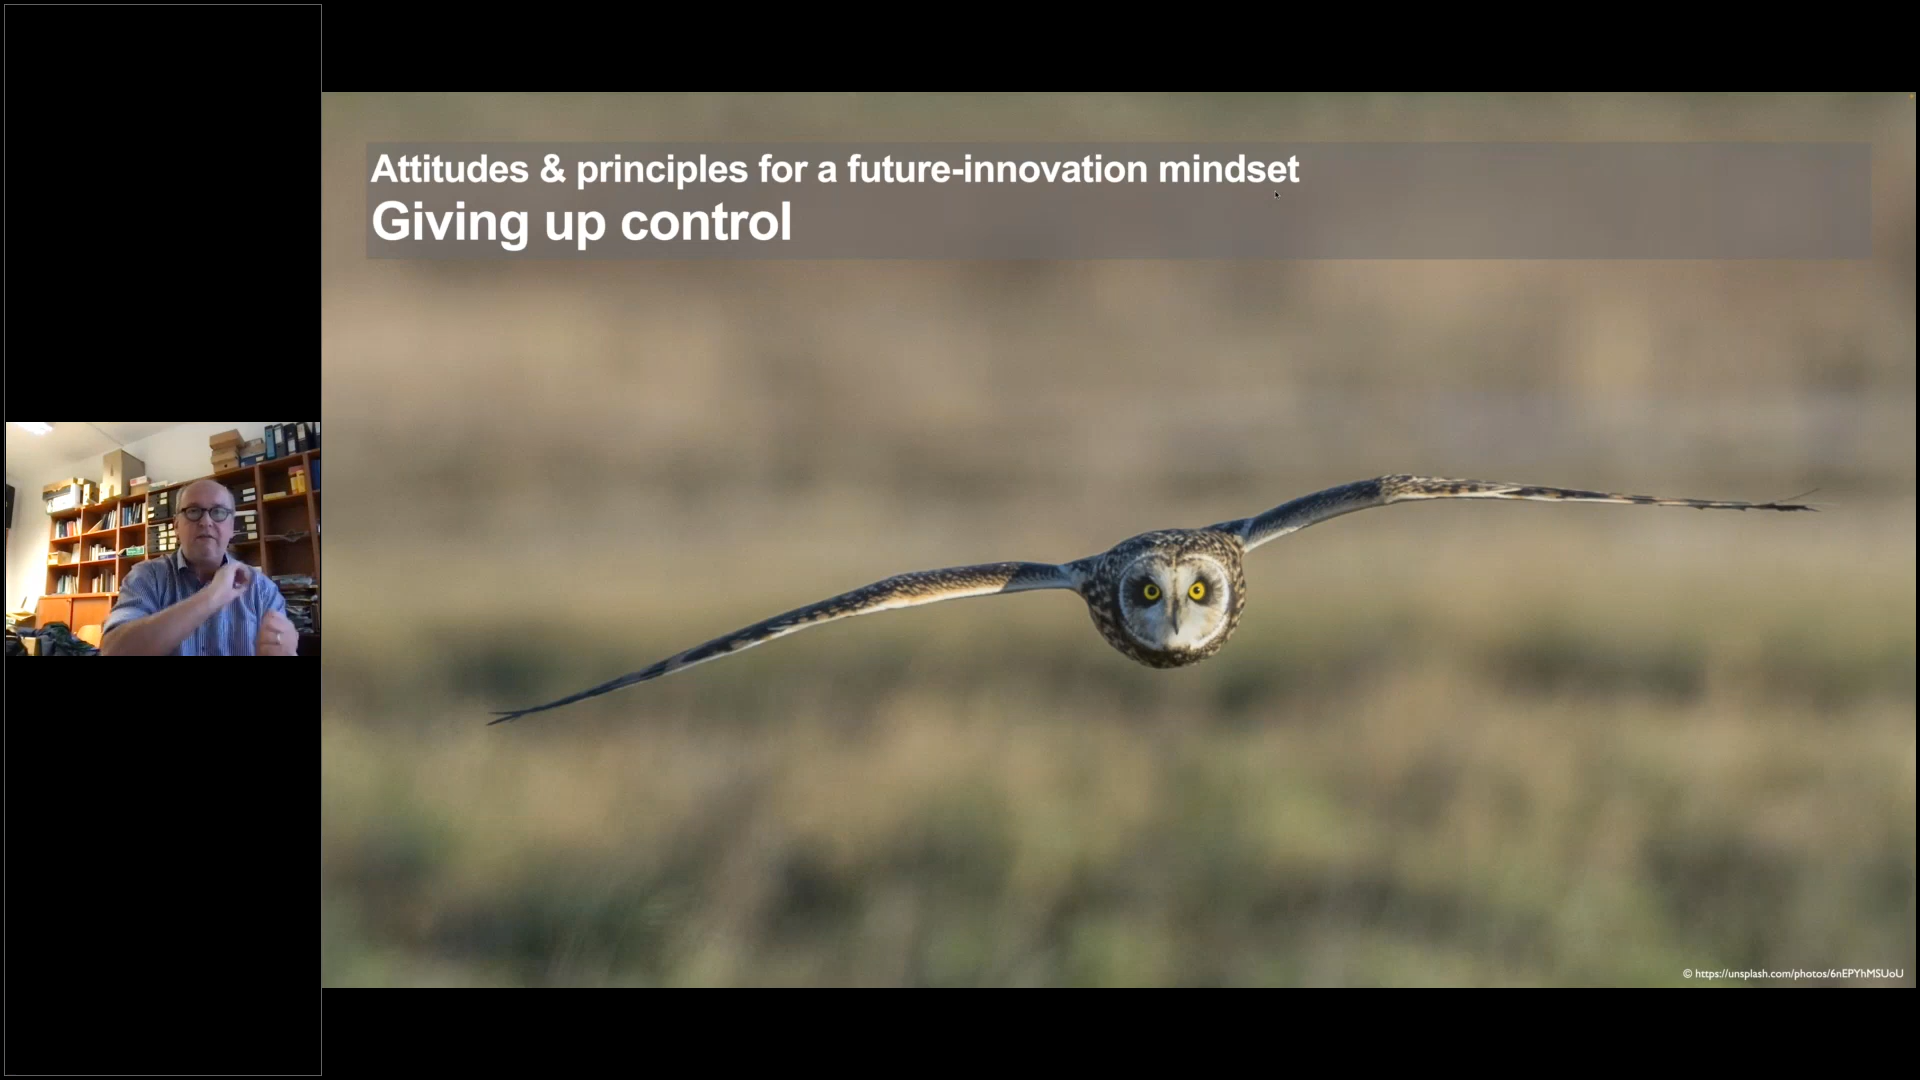 Attitudes & principles for a future-innovation mindset
Giving up control
© https://unsplash.com/photos/6nEPYhMSUoU